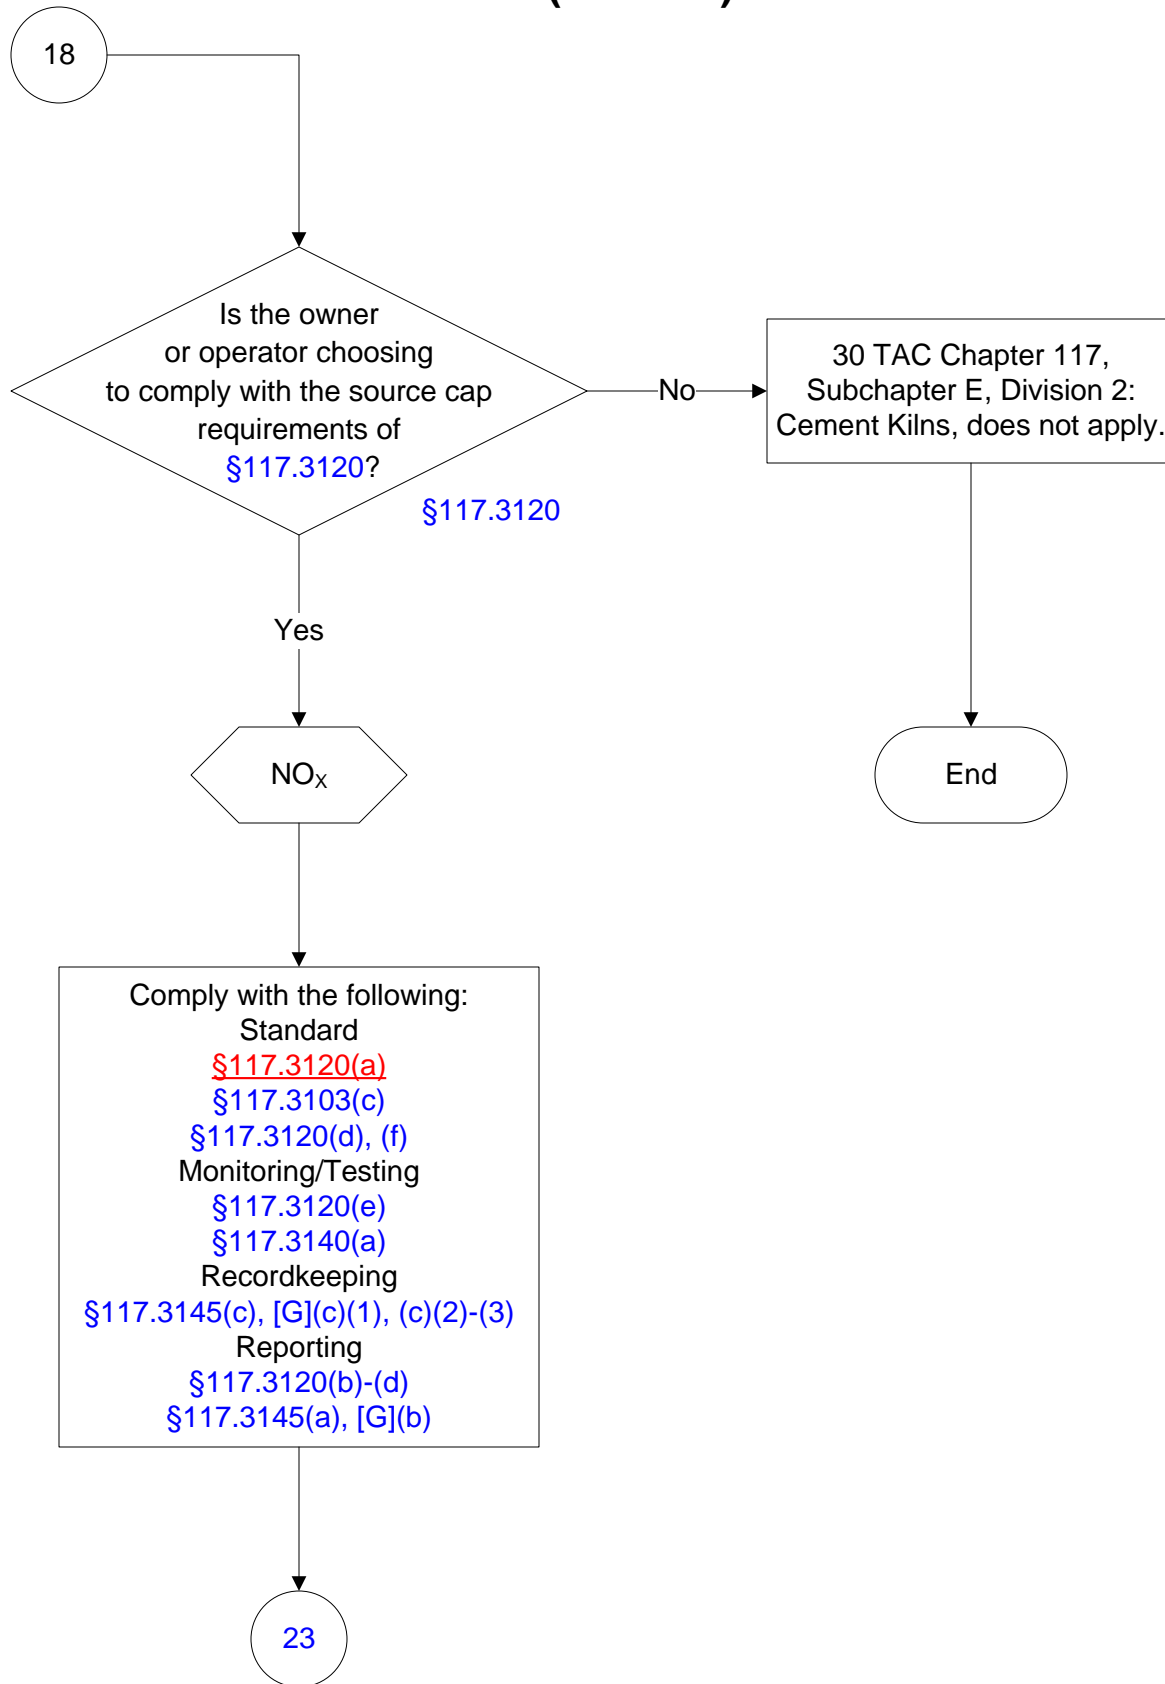 18
Is the owner
or operator choosing
to comply with the source cap
requirements of
§117.3120?
§117.3120
No
30 TAC Chapter 117,
Subchapter E, Division 2:
Cement Kilns, does not apply.
Yes
NOX
End
Comply with the following:
Standard
§117.3120(a)
§117.3103(c)
§117.3120(d), (f)
Monitoring/Testing
§117.3120(e)
§117.3140(a)
Recordkeeping
§117.3145(c), [G](c)(1), (c)(2)-(3)
Reporting
§117.3120(b)-(d)
§117.3145(a), [G](b)
23